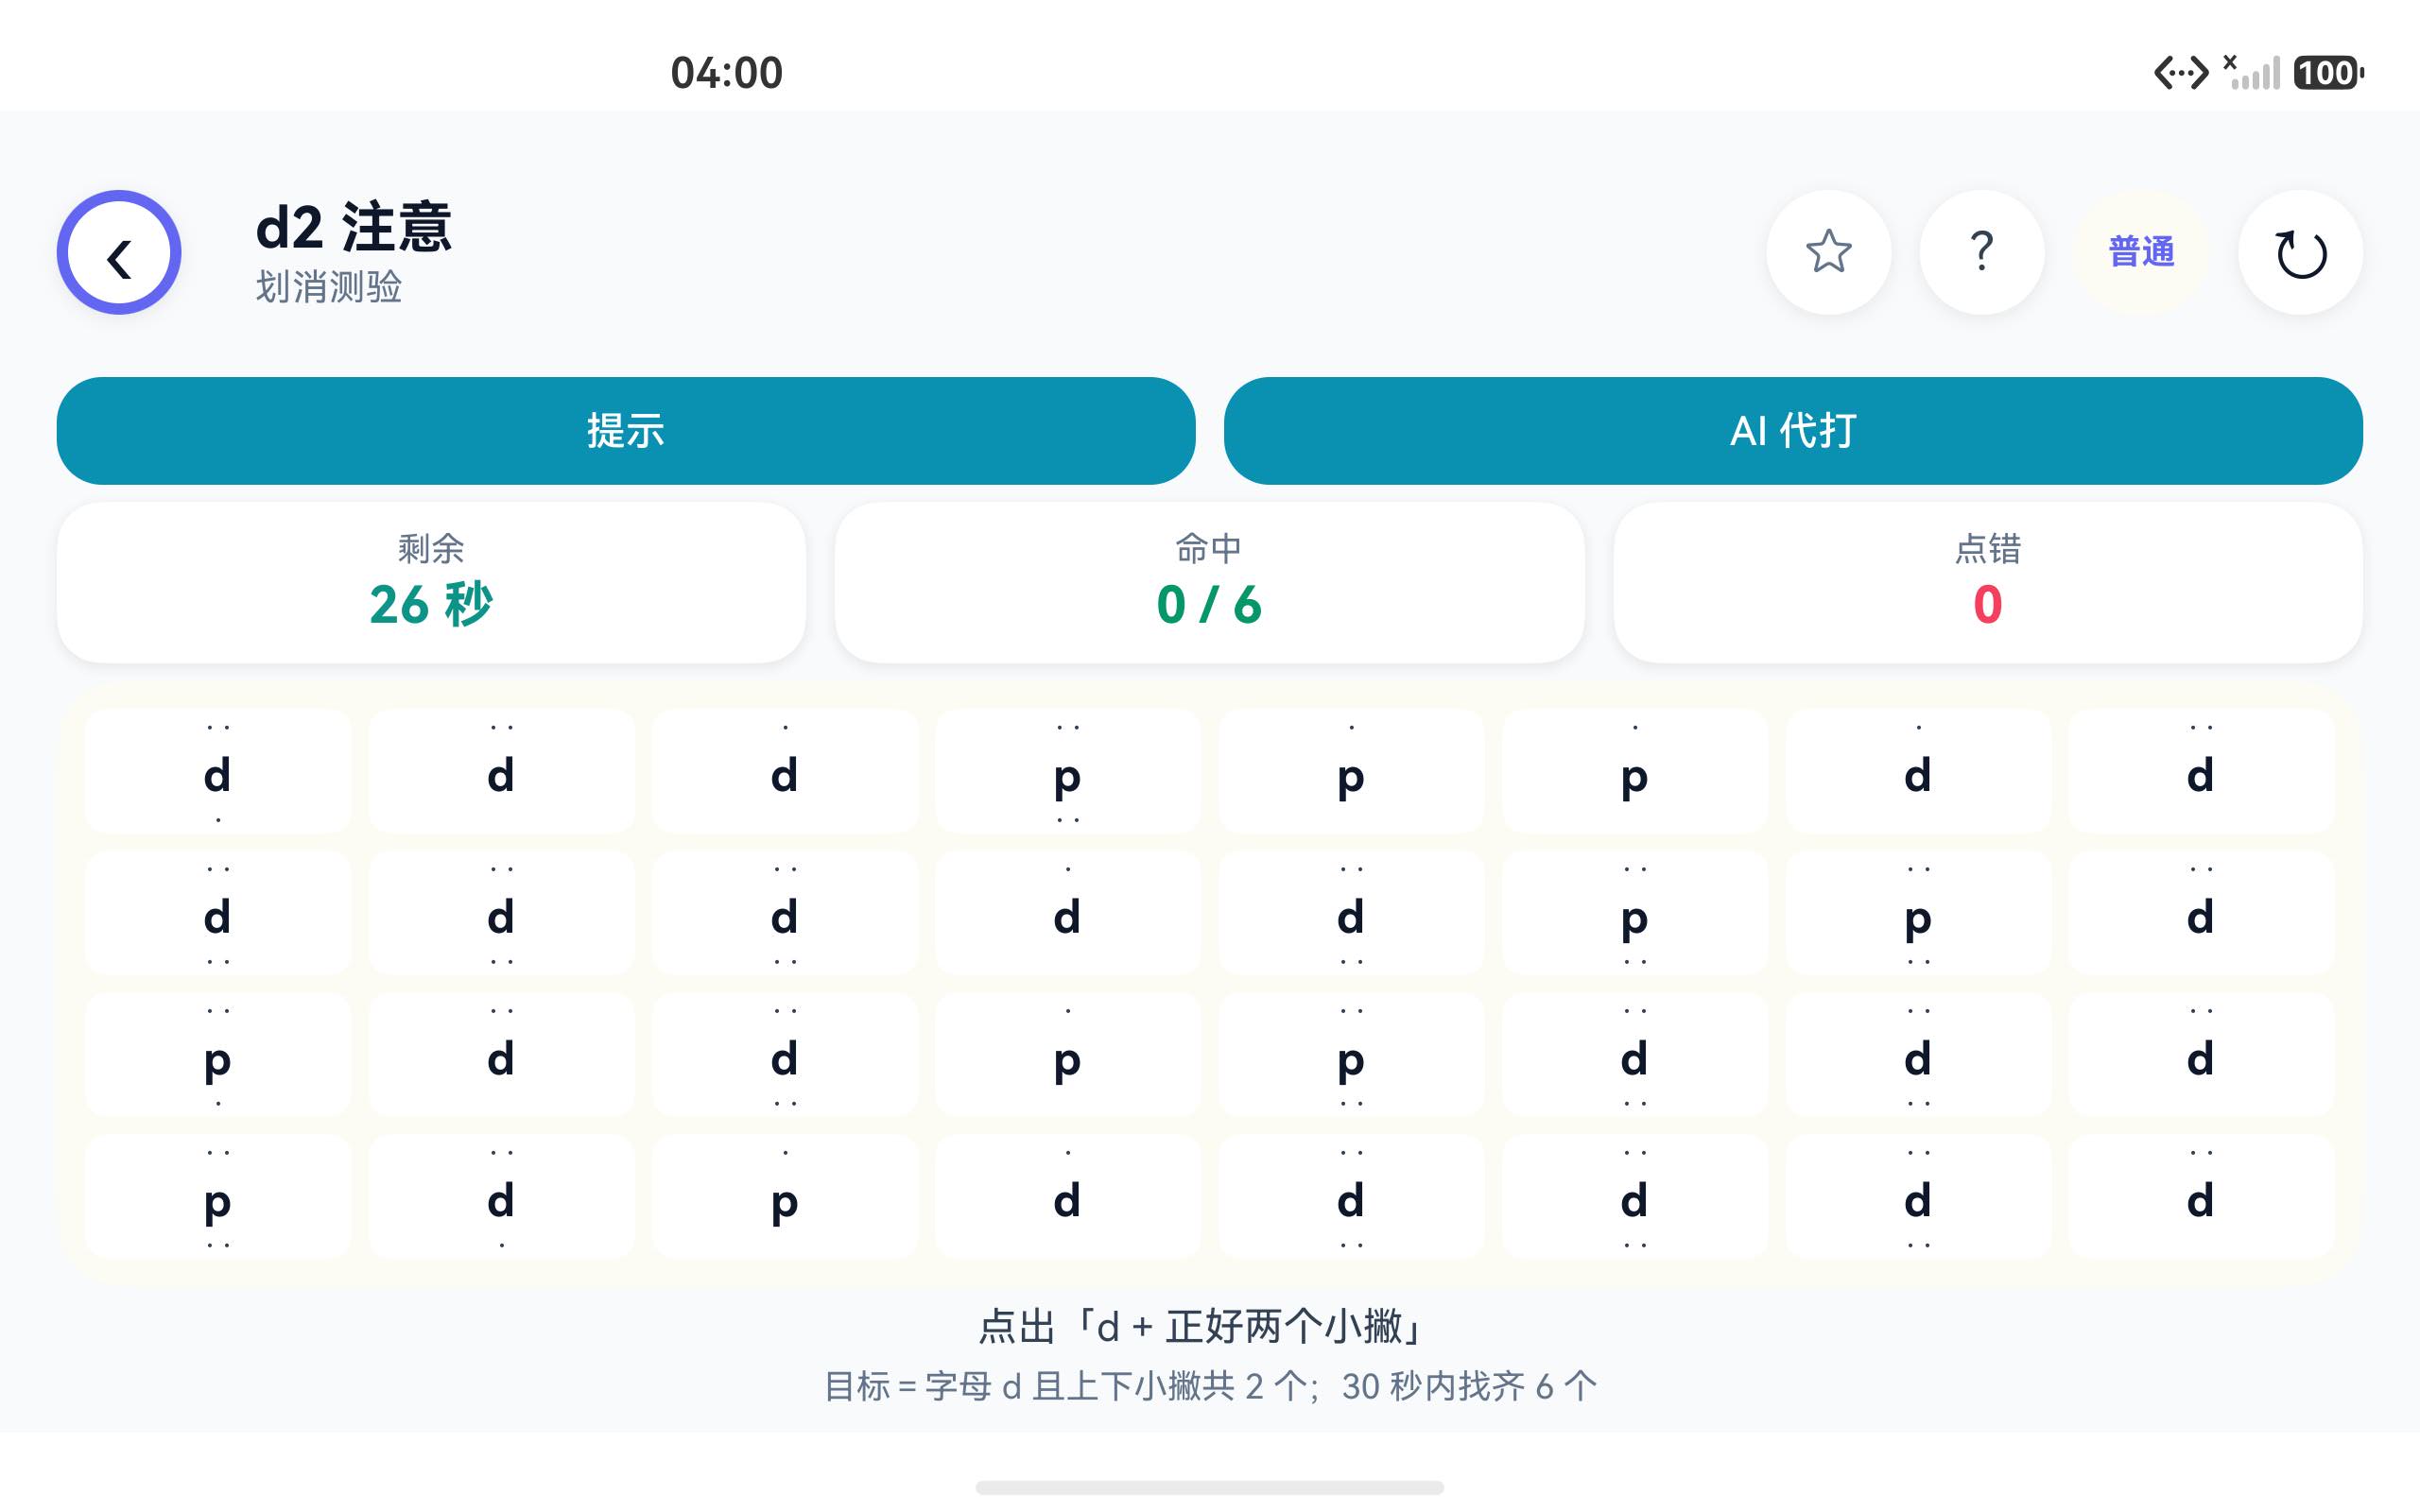 04:00
100
d2 注意
划消测验
?
普通
提示
AI 代打
剩余
26 秒
命中
0 / 6
点错
0
d d d p p p d d
d d d d d p p d
p d d p p d d d
p d p d d d d d
点出「d + 正好两个小撇」
目标 = 字母 d 且上下小撇共 2 个；30 秒内找齐 6 个